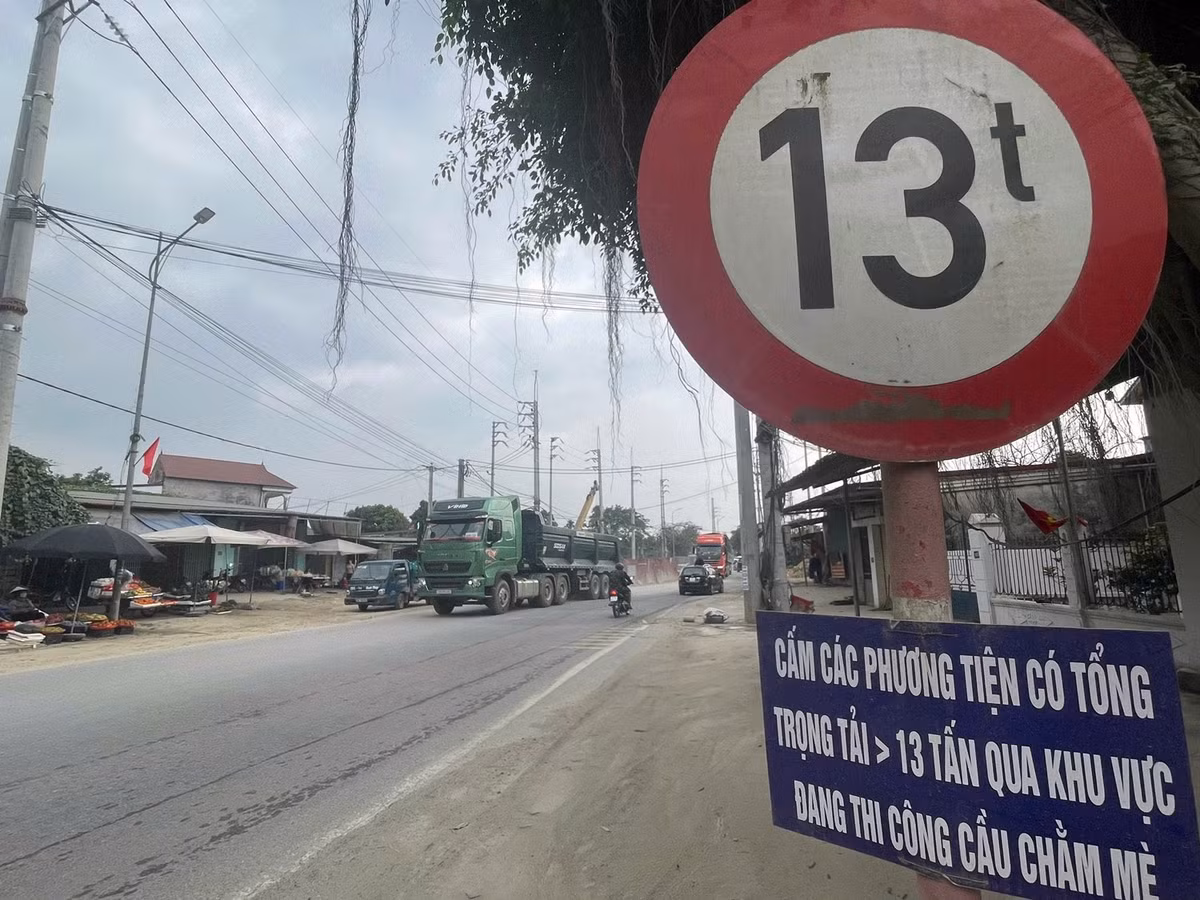 13t
CẤM CÁC PHƯƠNG TIỆN CÓ TỔNG
TRỌNG TẢI > 13 TẤN QUA KHU VỰC
ĐANG THI CÔNG CẦU CHẰM MÈ